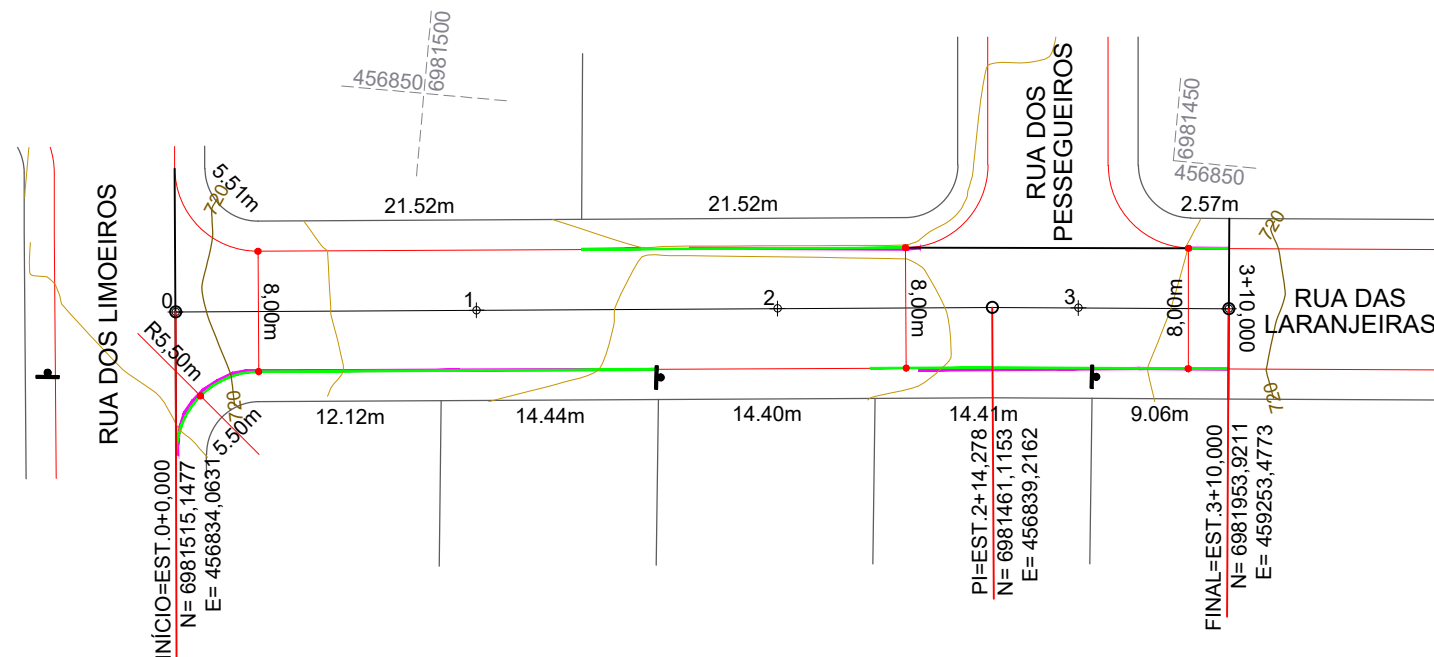 456850
6981500
6981450
456850
RUA DOS LIMOEIROS
RUA DOS
PESSEGUEIROS
RUA DAS
LARANJEIRAS
5.51m
720
21.52m
21.52m
2.57m
720
0
1
2
3
8,00m
8,00m
8,00m
3+10,000
R5,50m
720
5.50m
12.12m
14.44m
14.40m
14.41m
9.06m
720
INÍCIO=EST.0+0,000
N= 6981515,1477
E= 456834,0631
PI=EST.2+14,278
N= 6981461,1153
E= 456839,2162
FINAL=EST.3+10,000
N= 6981953,9211
E= 459253,4773